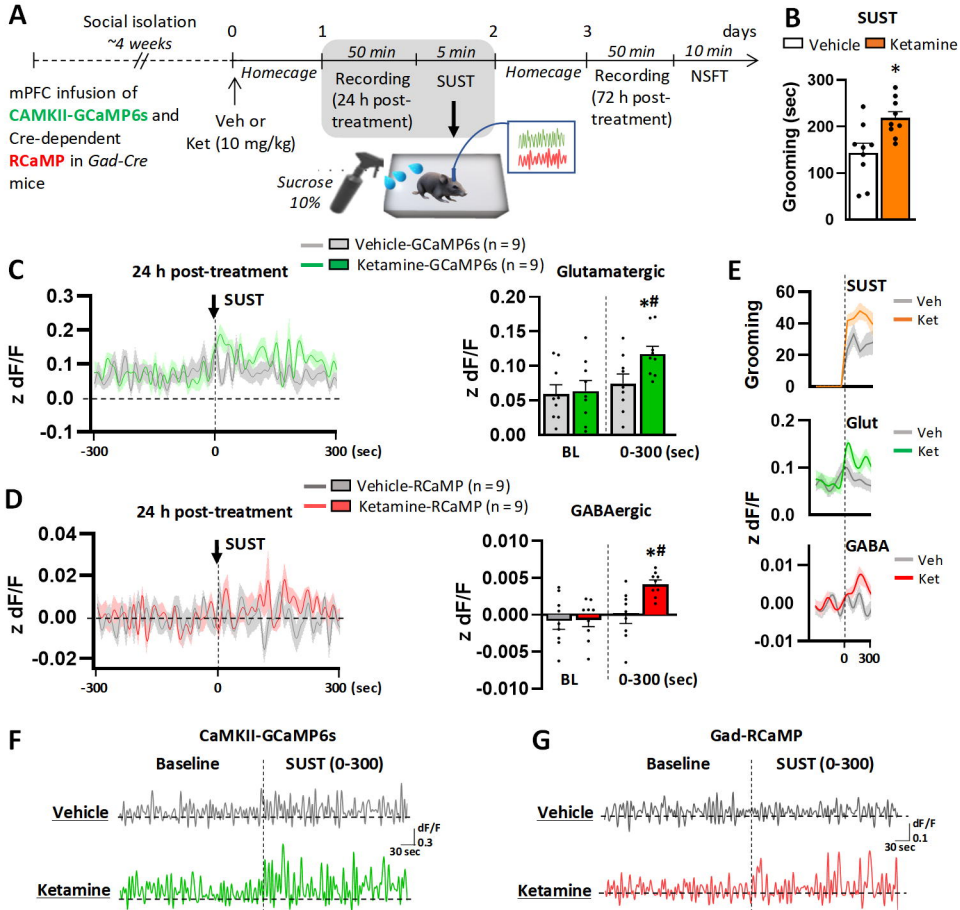 A
Social isolation
~4 weeks
0
1
2
3
days
50 min
5 min
50 min
10 min
Homecage
Recording
(24 h post-
treatment)
SUST
Homecage
Recording
(72 h post-
treatment)
NSFT
mPFC infusion of
CAMKII-GCaMP6s and
Cre-dependent
RCaMP in Gad-Cre
mice
Veh or
Ket (10 mg/kg)
Sucrose
10%
B
SUST
Vehicle
Ketamine
Grooming (sec)
300
200
100
0
*
C
Vehicle-GCaMP6s (n = 9)
Ketamine-GCaMP6s (n = 9)
24 h post-treatment
SUST
z dF/F
0.3
0.2
0.1
0.0
-0.1
-300
0
300
(sec)
Glutamatergic
z dF/F
0.20
0.15
0.10
0.05
0.00
*#
BL
0-300 (sec)
D
Vehicle-RCaMP (n = 9)
Ketamine-RCaMP (n = 9)
24 h post-treatment
SUST
z dF/F
0.04
0.02
0.00
-0.02
-300
0
300
(sec)
GABAergic
z dF/F
0.010
0.005
0.000
-0.005
-0.010
*#
BL
0-300 (sec)
E
SUST
Grooming
60
40
20
0
Veh
Ket
Glut
z dF/F
0.2
0.1
0.0
Veh
Ket
GABA
0.01
0.00
-0.01
Veh
Ket
0
300
F
CaMKII-GCaMP6s
Baseline
SUST (0-300)
Vehicle
dF/F
0.3
30 sec
Ketamine
G
Gad-RCaMP
Baseline
SUST (0-300)
Vehicle
dF/F
0.1
30 sec
Ketamine